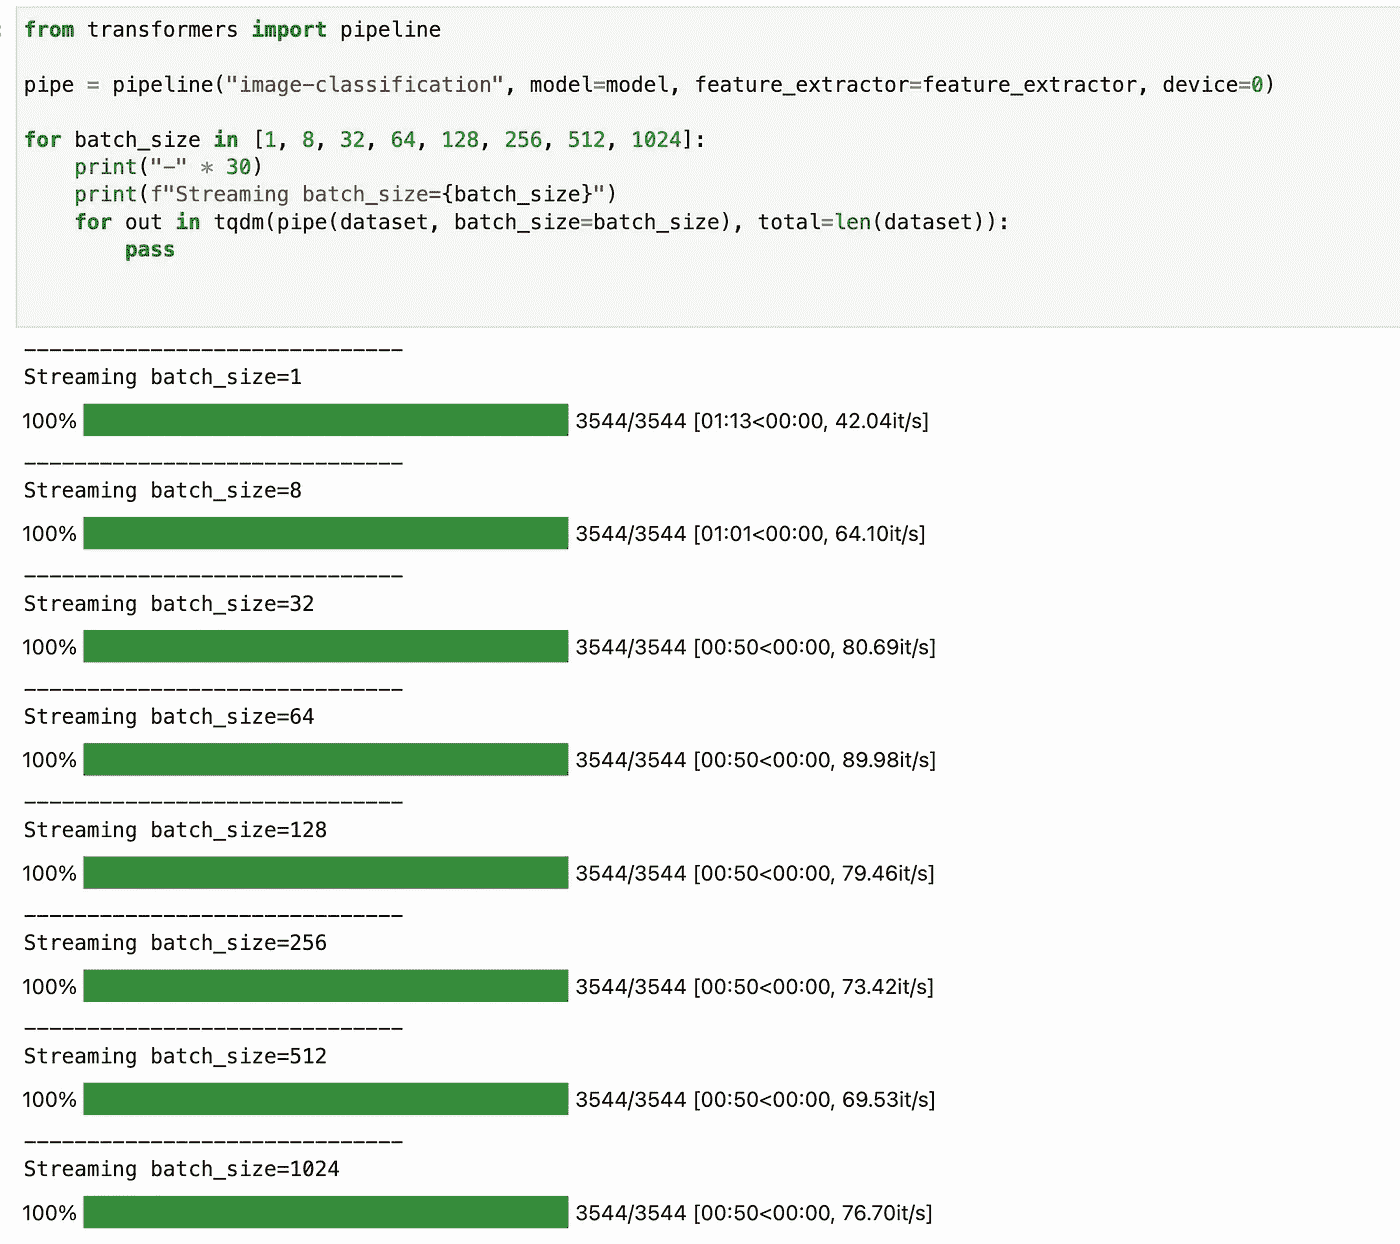 from transformers import pipeline
pipe = pipeline("image-classification", model=model, feature_extractor=feature_extractor, device=0)
for batch_size in [1, 8, 32, 64, 128, 256, 512, 1024]:
    print("-" * 30)
    print(f"Streaming batch_size={batch_size}")
    for out in tqdm(pipe(dataset, batch_size=batch_size), total=len(dataset)):
        pass
------------------------------
Streaming batch_size=1
100% 3544/3544 [01:13<00:00, 42.04it/s]
------------------------------
Streaming batch_size=8
100% 3544/3544 [01:01<00:00, 64.10it/s]
------------------------------
Streaming batch_size=32
100% 3544/3544 [00:50<00:00, 80.69it/s]
------------------------------
Streaming batch_size=64
100% 3544/3544 [00:50<00:00, 89.98it/s]
------------------------------
Streaming batch_size=128
100% 3544/3544 [00:50<00:00, 79.46it/s]
------------------------------
Streaming batch_size=256
100% 3544/3544 [00:50<00:00, 73.42it/s]
------------------------------
Streaming batch_size=512
100% 3544/3544 [00:50<00:00, 69.53it/s]
------------------------------
Streaming batch_size=1024
100% 3544/3544 [00:50<00:00, 76.70it/s]